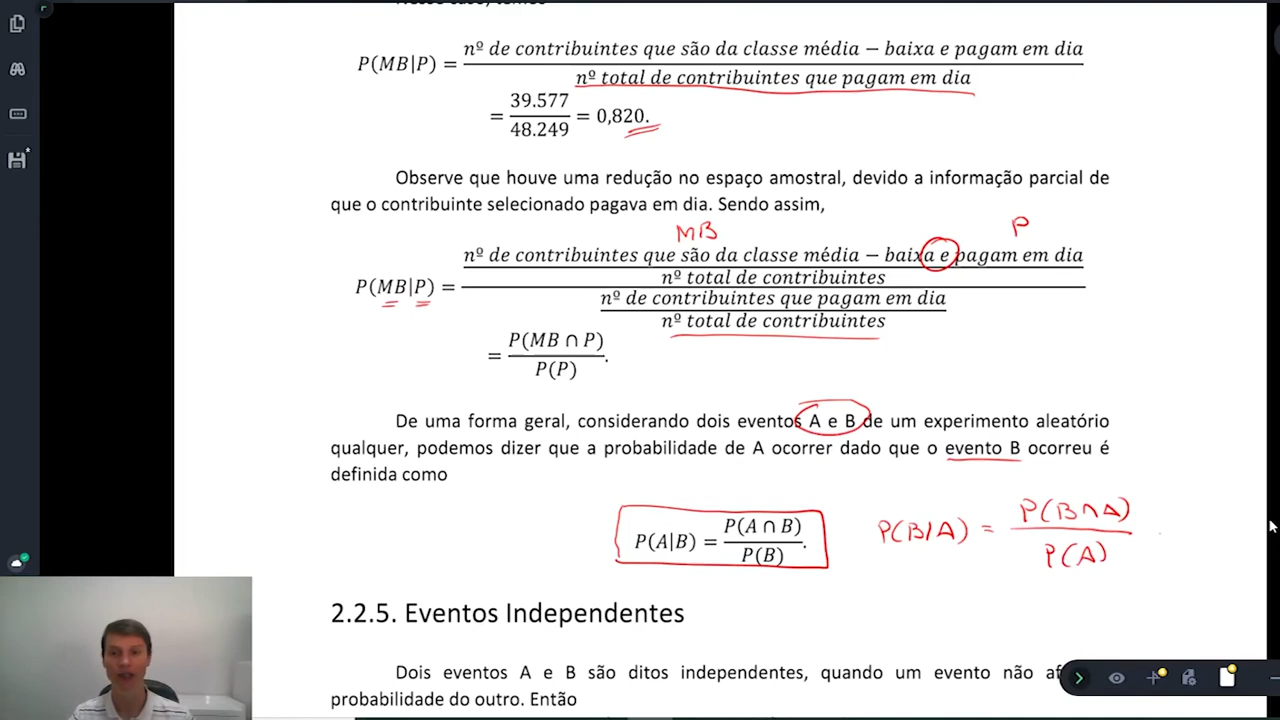 P(MB|P) = nº de contribuintes que são da classe média − baixa e pagam em dia
nº total de contribuintes que pagam em dia
= 39.577
48.249 = 0,820.
Observe que houve uma redução no espaço amostral, devido a informação parcial de
que o contribuinte selecionado pagava em dia. Sendo assim,
MB P
nº de contribuintes que são da classe média − baixa e pagam em dia
nº total de contribuintes
P(MB|P) =
nº de contribuintes que pagam em dia
nº total de contribuintes
= P(MB ∩ P)
P(P) .
De uma forma geral, considerando dois eventos A e B de um experimento aleatório
qualquer, podemos dizer que a probabilidade de A ocorrer dado que o evento B ocorreu é
definida como
P(A|B) = P(A ∩ B)
P(B) .
P(B/A) = P(B∩A)
P(A)
2.2.5. Eventos Independentes
Dois eventos A e B são ditos independentes, quando um evento não
probabilidade do outro. Então